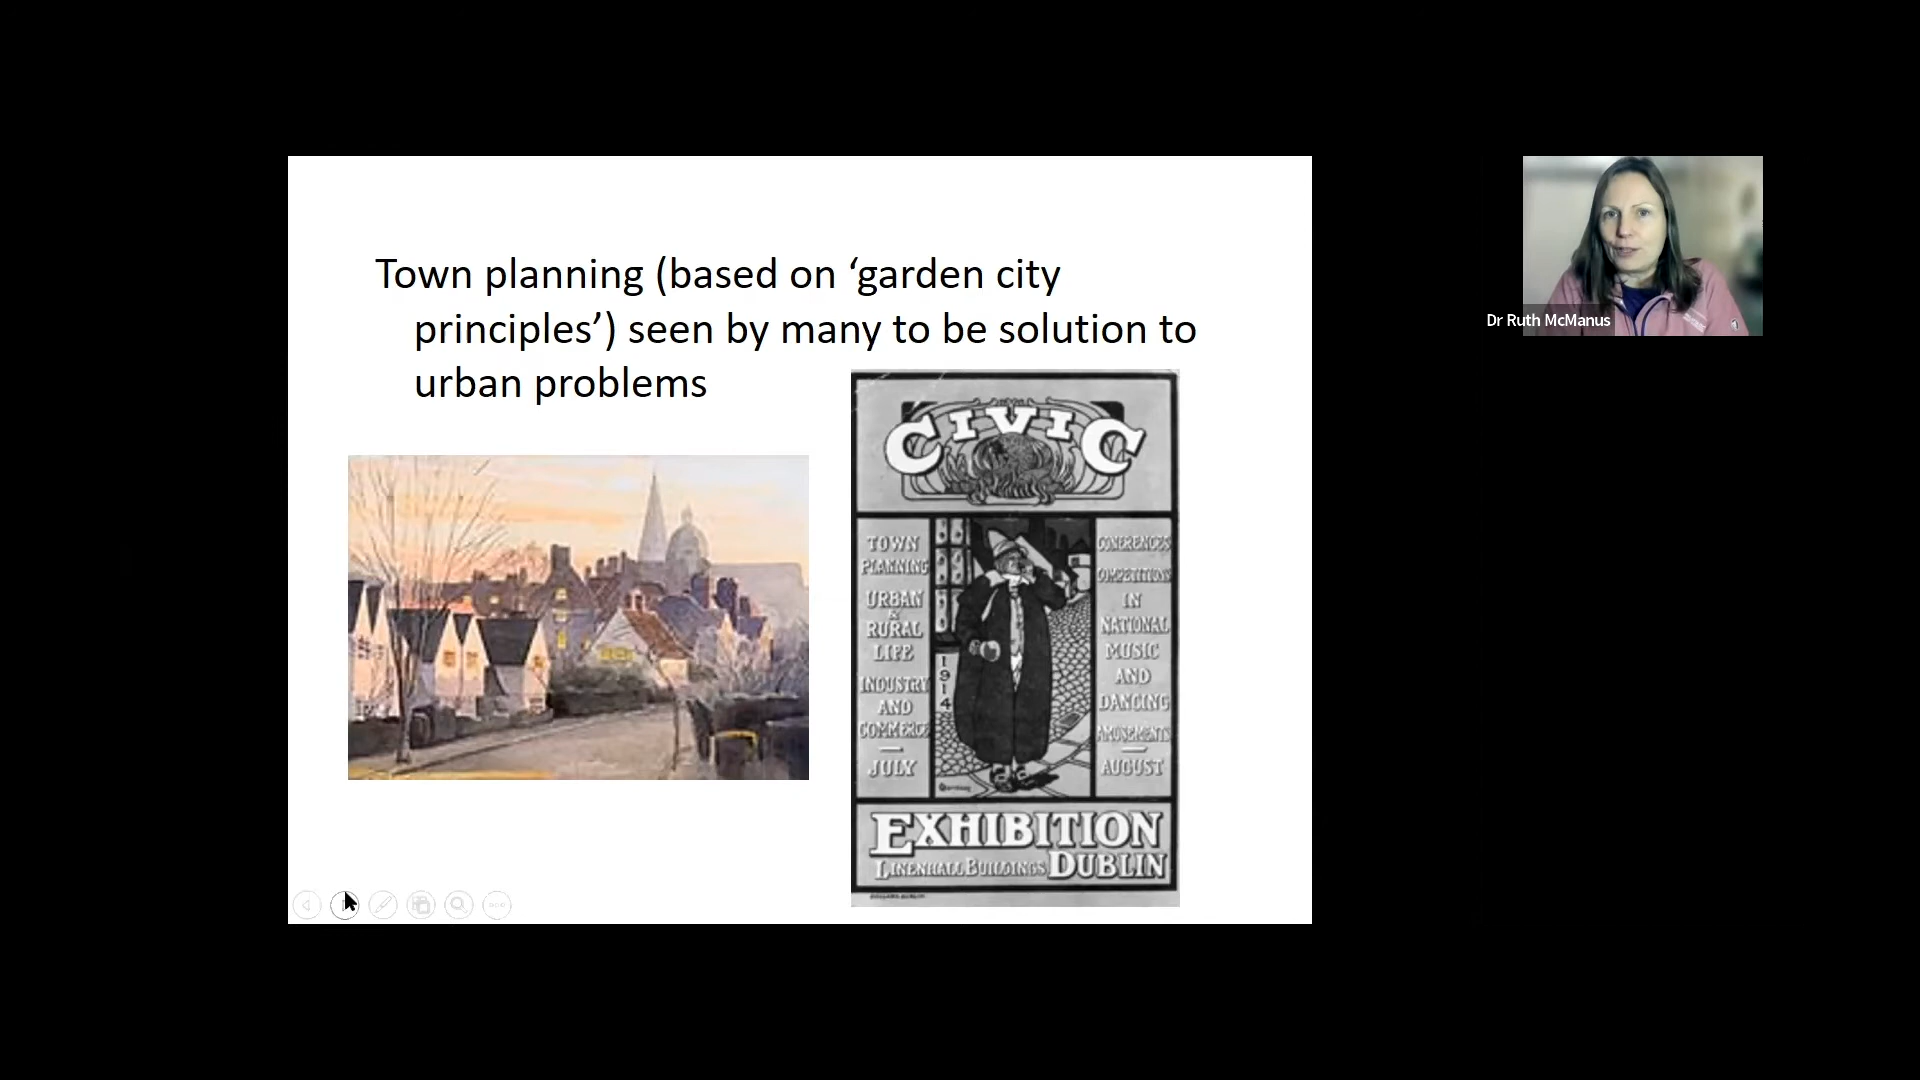 Town planning (based on ‘garden city
principles’) seen by many to be solution to
urban problems
CIVIC
TOWN
PLANNING
URBAN
&
RURAL
LIFE
INDUSTRY
AND
COMMERCE
JULY
1914
CONFERENCES
COMPETITIONS
IN
NATIONAL
MUSIC
AND
DANCING
AMUSEMENTS
AUGUST
EXHIBITION
LINENHALL BUILDINGS DUBLIN
Dr Ruth McManus